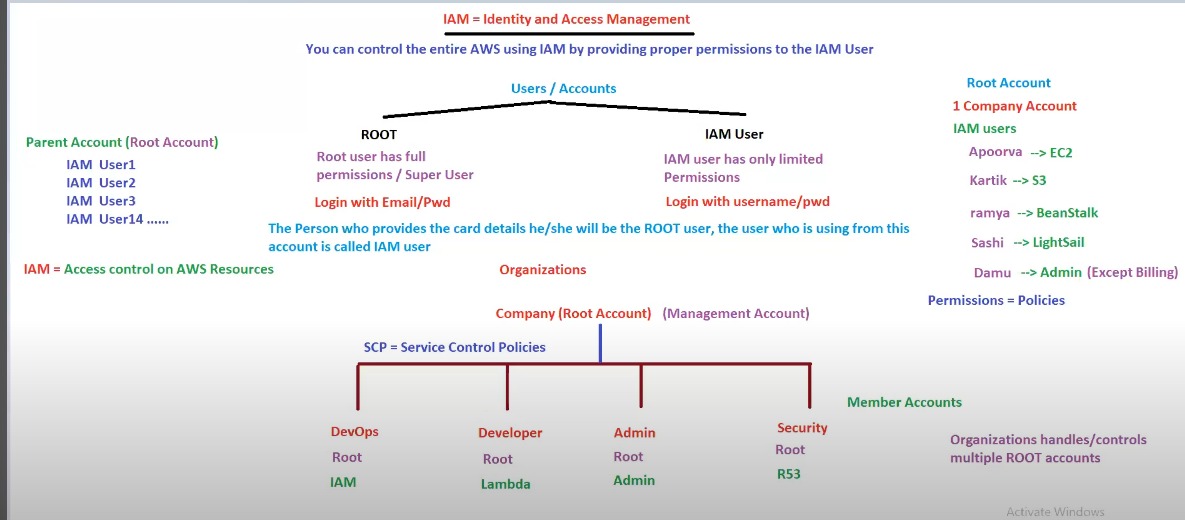 IAM = Identity and Access Management
You can control the entire AWS using IAM by providing proper permissions to the IAM User
Users / Accounts
ROOT
Root user has full
permissions / Super User
Login with Email/Pwd
IAM User
IAM user has only limited
Permissions
Login with username/pwd
The Person who provides the card details he/she will be the ROOT user, the user who is using from this
account is called IAM user
Parent Account (Root Account)
IAM User1
IAM User2
IAM User3
IAM User14 ......
IAM = Access control on AWS Resources
Root Account
1 Company Account
IAM users
Apoorva --> EC2
Kartik --> S3
ramya --> BeanStalk
Sashi --> LightSail
Damu --> Admin (Except Billing)
Permissions = Policies
Organizations
Company (Root Account) (Management Account)
SCP = Service Control Policies
DevOps
Root
IAM
Developer
Root
Lambda
Admin
Root
Admin
Security
Root
R53
Member Accounts
Organizations handles/controls
multiple ROOT accounts
Activate Windows